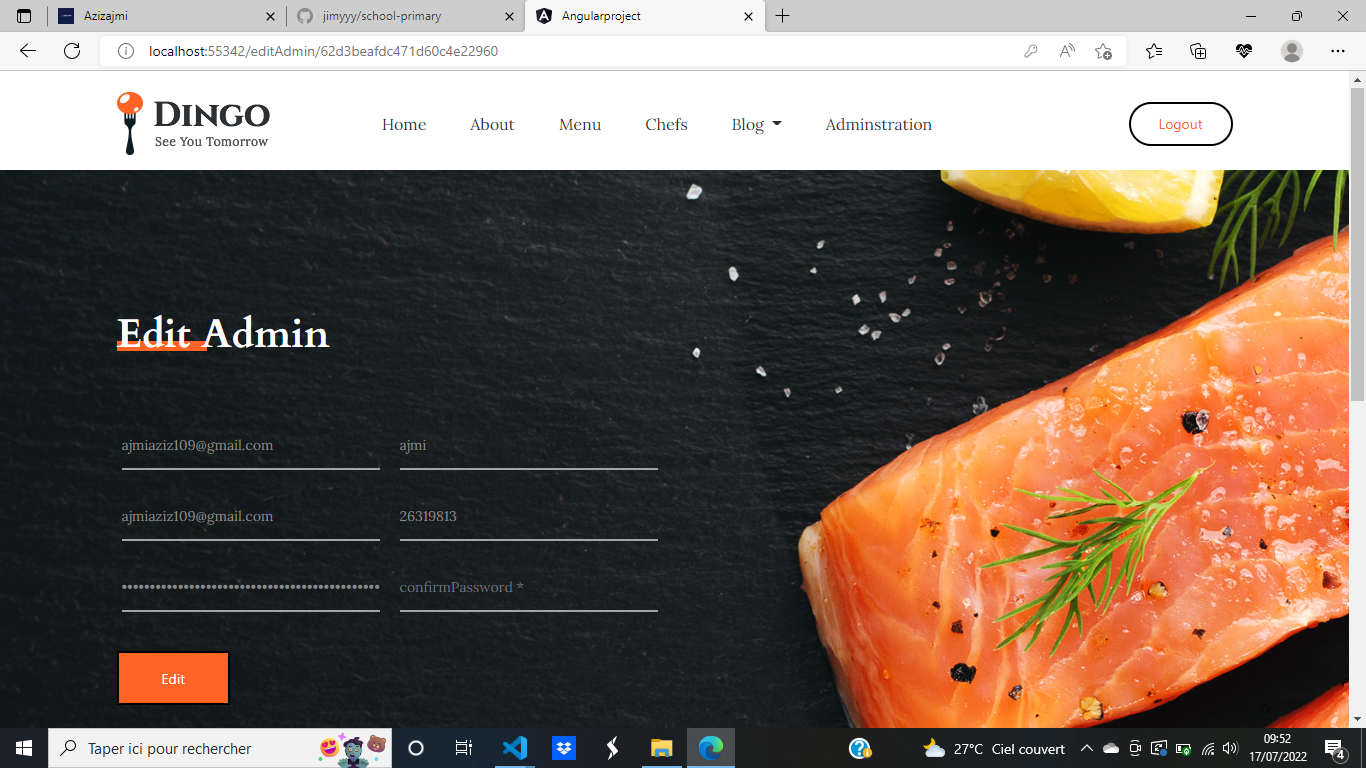 Azizajmi
jimyyy/school-primary
Angularproject
localhost:55342/editAdmin/62d3beafdc471d60c4e22960
DINGO
See You Tomorrow
Home
About
Menu
Chefs
Blog
Adminstration
Logout
Edit Admin
ajmiaziz109@gmail.com
ajmi
ajmiaziz109@gmail.com
26319813
confirmPassword *
Edit
Taper ici pour rechercher
27°C Ciel couvert
09:52
17/07/2022
4